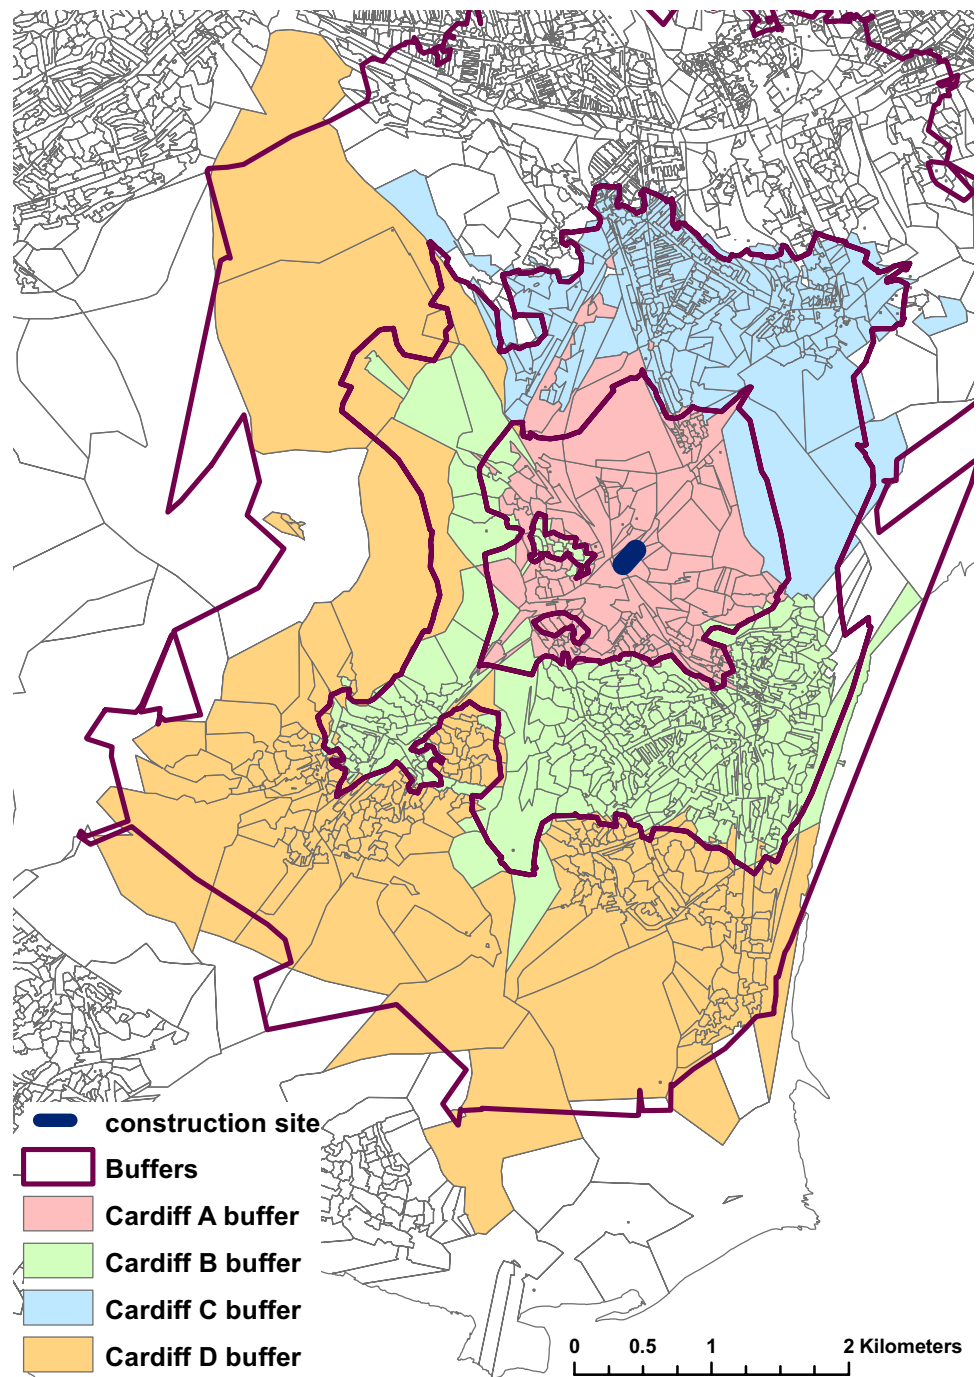 construction site
Buffers
Cardiff A buffer
Cardiff B buffer
Cardiff C buffer
Cardiff D buffer
0 0.5 1 2 Kilometers